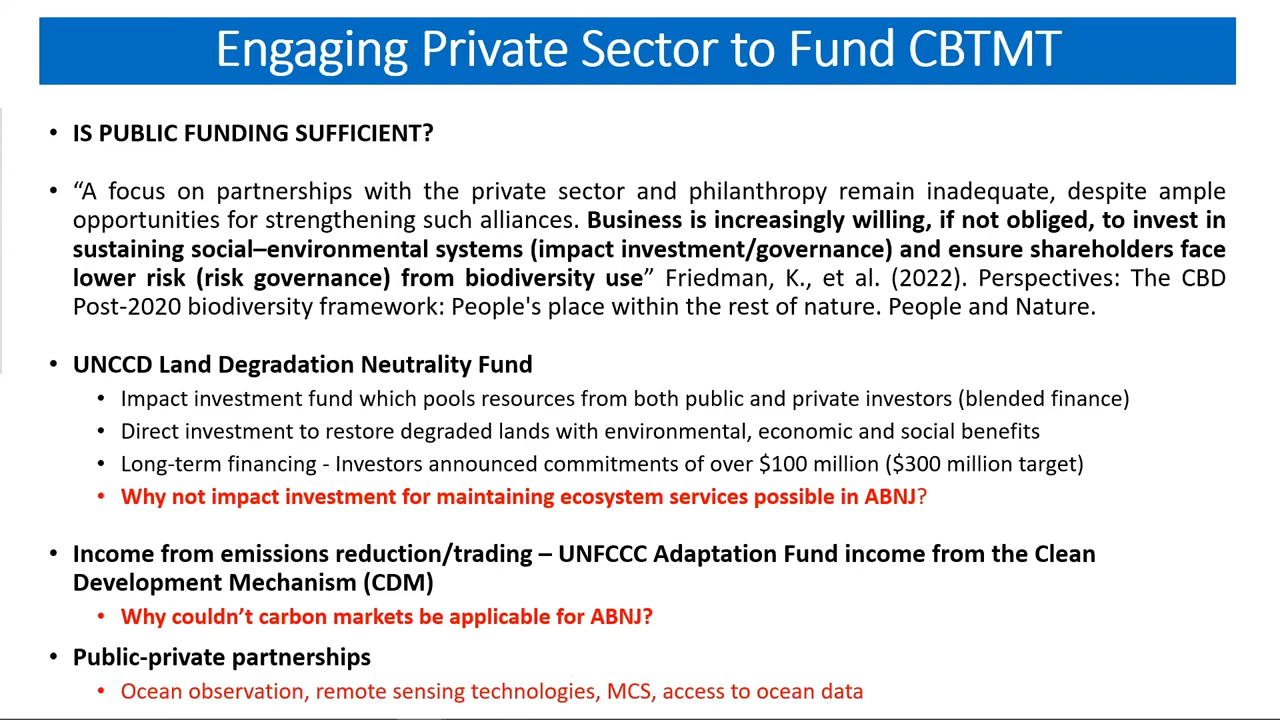 Engaging Private Sector to Fund CBTMT
• IS PUBLIC FUNDING SUFFICIENT?
• “A focus on partnerships with the private sector and philanthropy remain inadequate, despite ample
opportunities for strengthening such alliances. Business is increasingly willing, if not obliged, to invest in
sustaining social–environmental systems (impact investment/governance) and ensure shareholders face
lower risk (risk governance) from biodiversity use” Friedman, K., et al. (2022). Perspectives: The CBD
Post-2020 biodiversity framework: People's place within the rest of nature. People and Nature.
• UNCCD Land Degradation Neutrality Fund
• Impact investment fund which pools resources from both public and private investors (blended finance)
• Direct investment to restore degraded lands with environmental, economic and social benefits
• Long-term financing - Investors announced commitments of over $100 million ($300 million target)
• Why not impact investment for maintaining ecosystem services possible in ABNJ?
• Income from emissions reduction/trading – UNFCCC Adaptation Fund income from the Clean
Development Mechanism (CDM)
• Why couldn’t carbon markets be applicable for ABNJ?
• Public-private partnerships
• Ocean observation, remote sensing technologies, MCS, access to ocean data